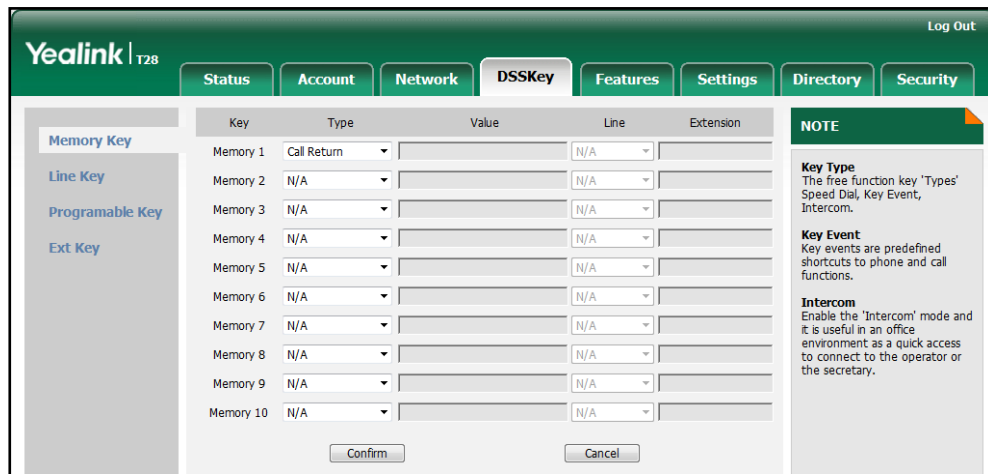 Log Out
Yealink | T28
Status Account Network DSSKey Features Settings Directory Security
Memory Key
Line Key
Programable Key
Ext Key
Key Type Value Line Extension
Memory 1 Call Return N/A
Memory 2 N/A N/A
Memory 3 N/A N/A
Memory 4 N/A N/A
Memory 5 N/A N/A
Memory 6 N/A N/A
Memory 7 N/A N/A
Memory 8 N/A N/A
Memory 9 N/A N/A
Memory 10 N/A N/A
Confirm Cancel
NOTE
Key Type
The free function key 'Types'
Speed Dial, Key Event,
Intercom.
Key Event
Key events are predefined
shortcuts to phone and call
functions.
Intercom
Enable the 'Intercom' mode and
it is useful in an office
environment as a quick access
to connect to the operator or
the secretary.